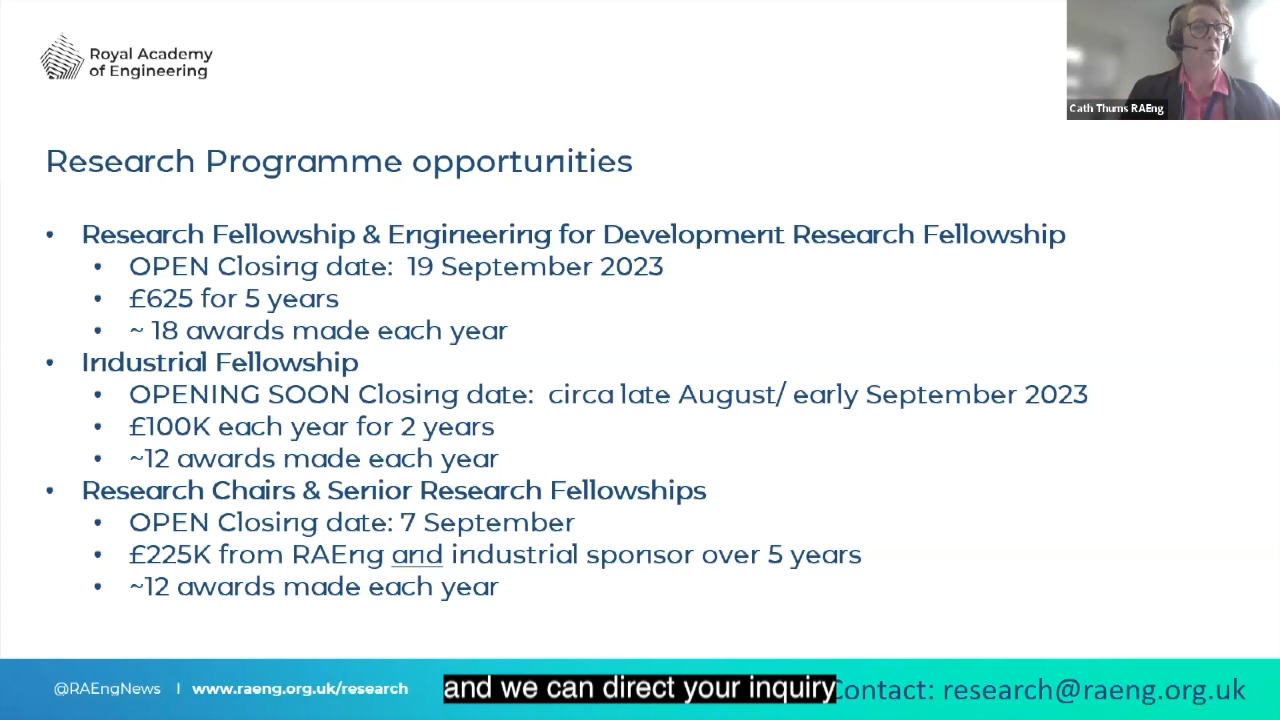 Royal Academy
of Engineering
Cath Thums RAEng
Research Programme opportunities
• Research Fellowship & Engineering for Development Research Fellowship
• OPEN Closing date: 19 September 2023
• £625 for 5 years
• ~ 18 awards made each year
• Industrial Fellowship
• OPENING SOON Closing date: circa late August/ early September 2023
• £100K each year for 2 years
• ~12 awards made each year
• Research Chairs & Senior Research Fellowships
• OPEN Closing date: 7 September
• £225K from RAEng and industrial sponsor over 5 years
• ~12 awards made each year
@RAEngNews | www.raeng.org.uk/research
and we can direct your inquiry
Contact: research@raeng.org.uk